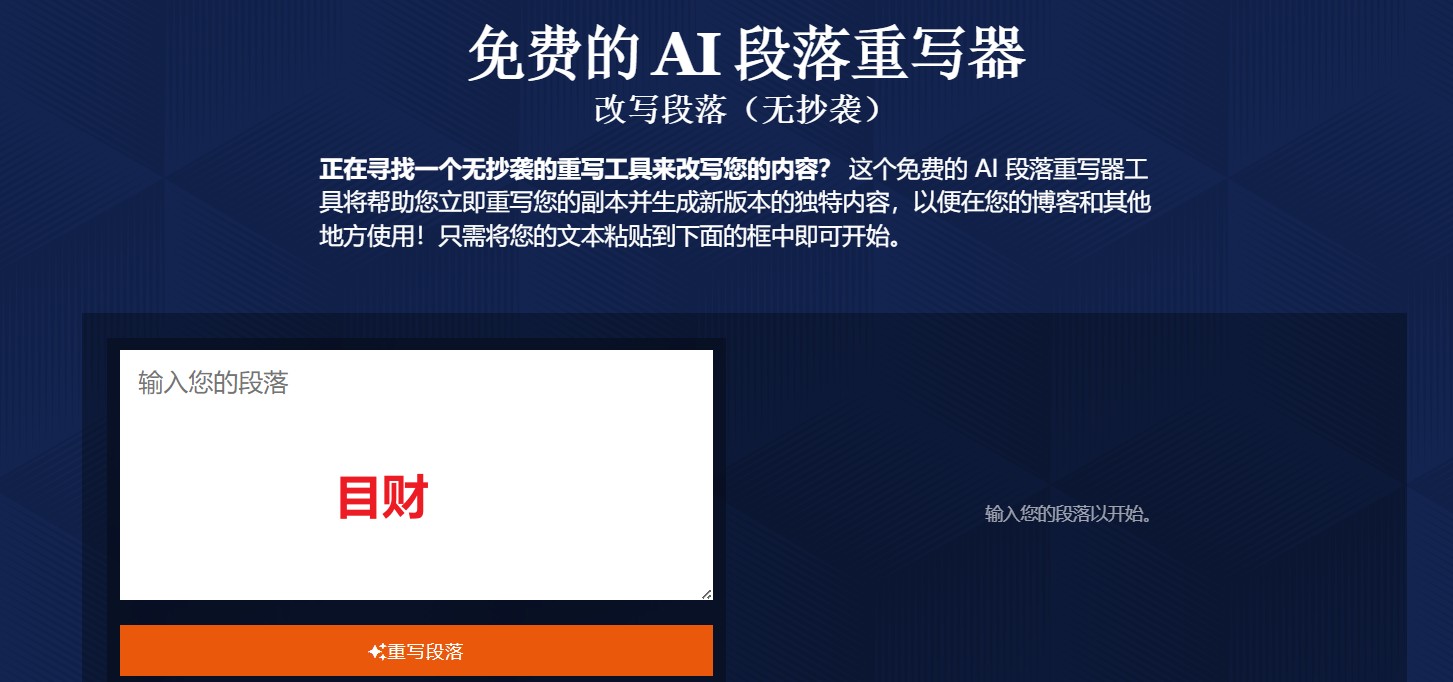 免费的 AI 段落重写器
改写段落（无抄袭）
正在寻找一个无抄袭的重写工具来改写您的内容？ 这个免费的 AI 段落重写器工
具将帮助您立即重写您的副本并生成新版本的独特内容，以便在您的博客和其他
地方使用！只需将您的文本粘贴到下面的框中即可开始。
输入您的段落
目财
输入您的段落以开始。
重写段落